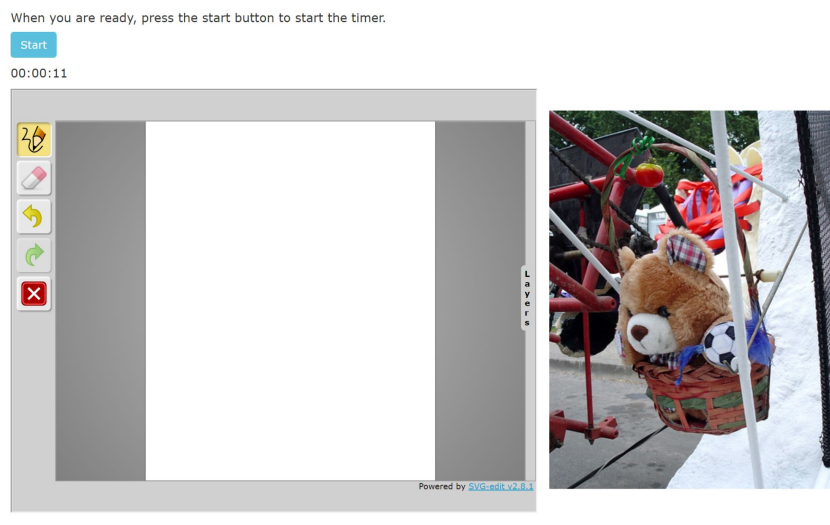 When you are ready, press the start button to start the timer.
Start
00:00:11
Layers
Powered by SVG-edit v2.8.1